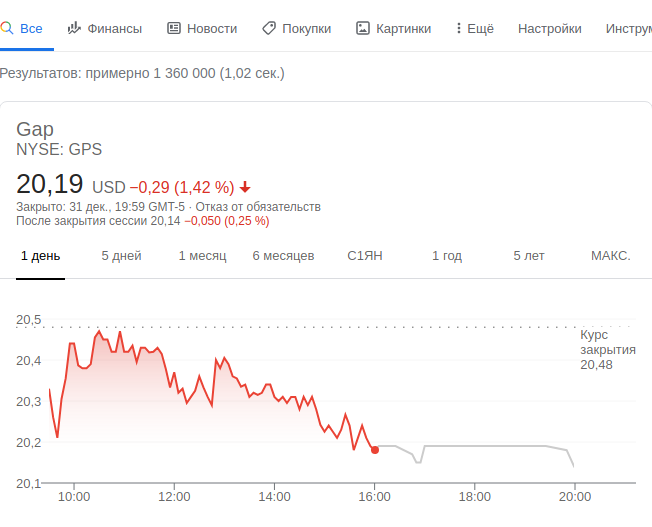 Все Финансы Новости Покупки Картинки Ещё Настройки Инструм
Результатов: примерно 1 360 000 (1,02 сек.)
Gap
NYSE: GPS
20,19 USD −0,29 (1,42 %)
Закрыто: 31 дек., 19:59 GMT-5 · Отказ от обязательств
После закрытия сессии 20,14 −0,050 (0,25 %)
1 день 5 дней 1 месяц 6 месяцев С1ЯН 1 год 5 лет МАКС.
20,5
Курс
закрытия
20,48
20,4
20,3
20,2
20,1
10:00 12:00 14:00 16:00 18:00 20:00